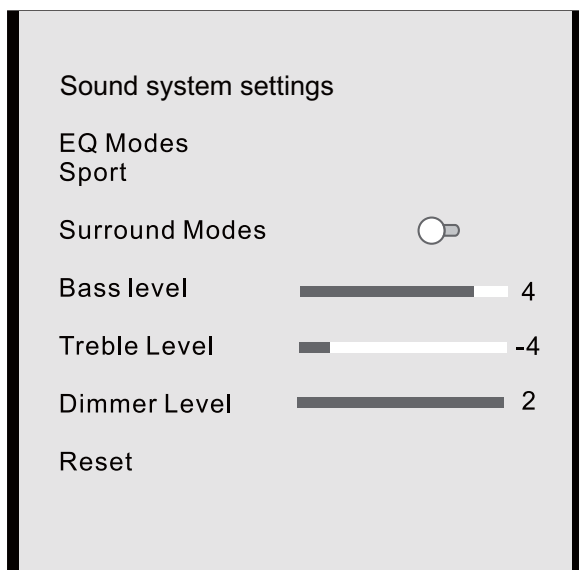 Sound system settings
EQ Modes
Sport
Surround Modes
Bass level 4
Treble Level -4
Dimmer Level 2
Reset